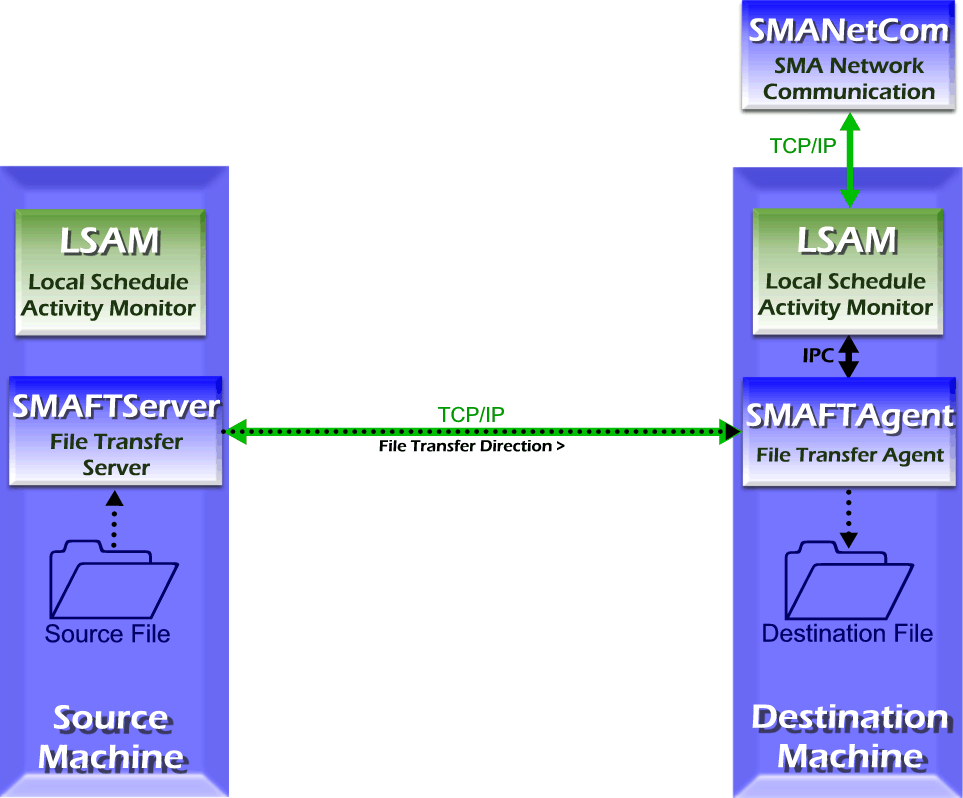 SMANetCom
SMA Network
Communication
TCP/IP
LSAM
Local Schedule
Activity Monitor
LSAM
Local Schedule
Activity Monitor
IPC
SMAFTServer
File Transfer
Server
TCP/IP
File Transfer Direction >
SMAFTAgent
File Transfer Agent
Source File
Destination File
Source
Machine
Destination
Machine